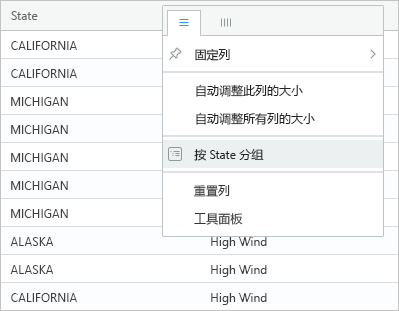 State
CALIFORNIA
固定列
CALIFORNIA
自动调整此列的大小
MICHIGAN
自动调整所有列的大小
MICHIGAN
MICHIGAN
按 State 分组
MICHIGAN
重置列
MICHIGAN
工具面板
ALASKA High Wind
ALASKA High Wind
CALIFORNIA High Wind